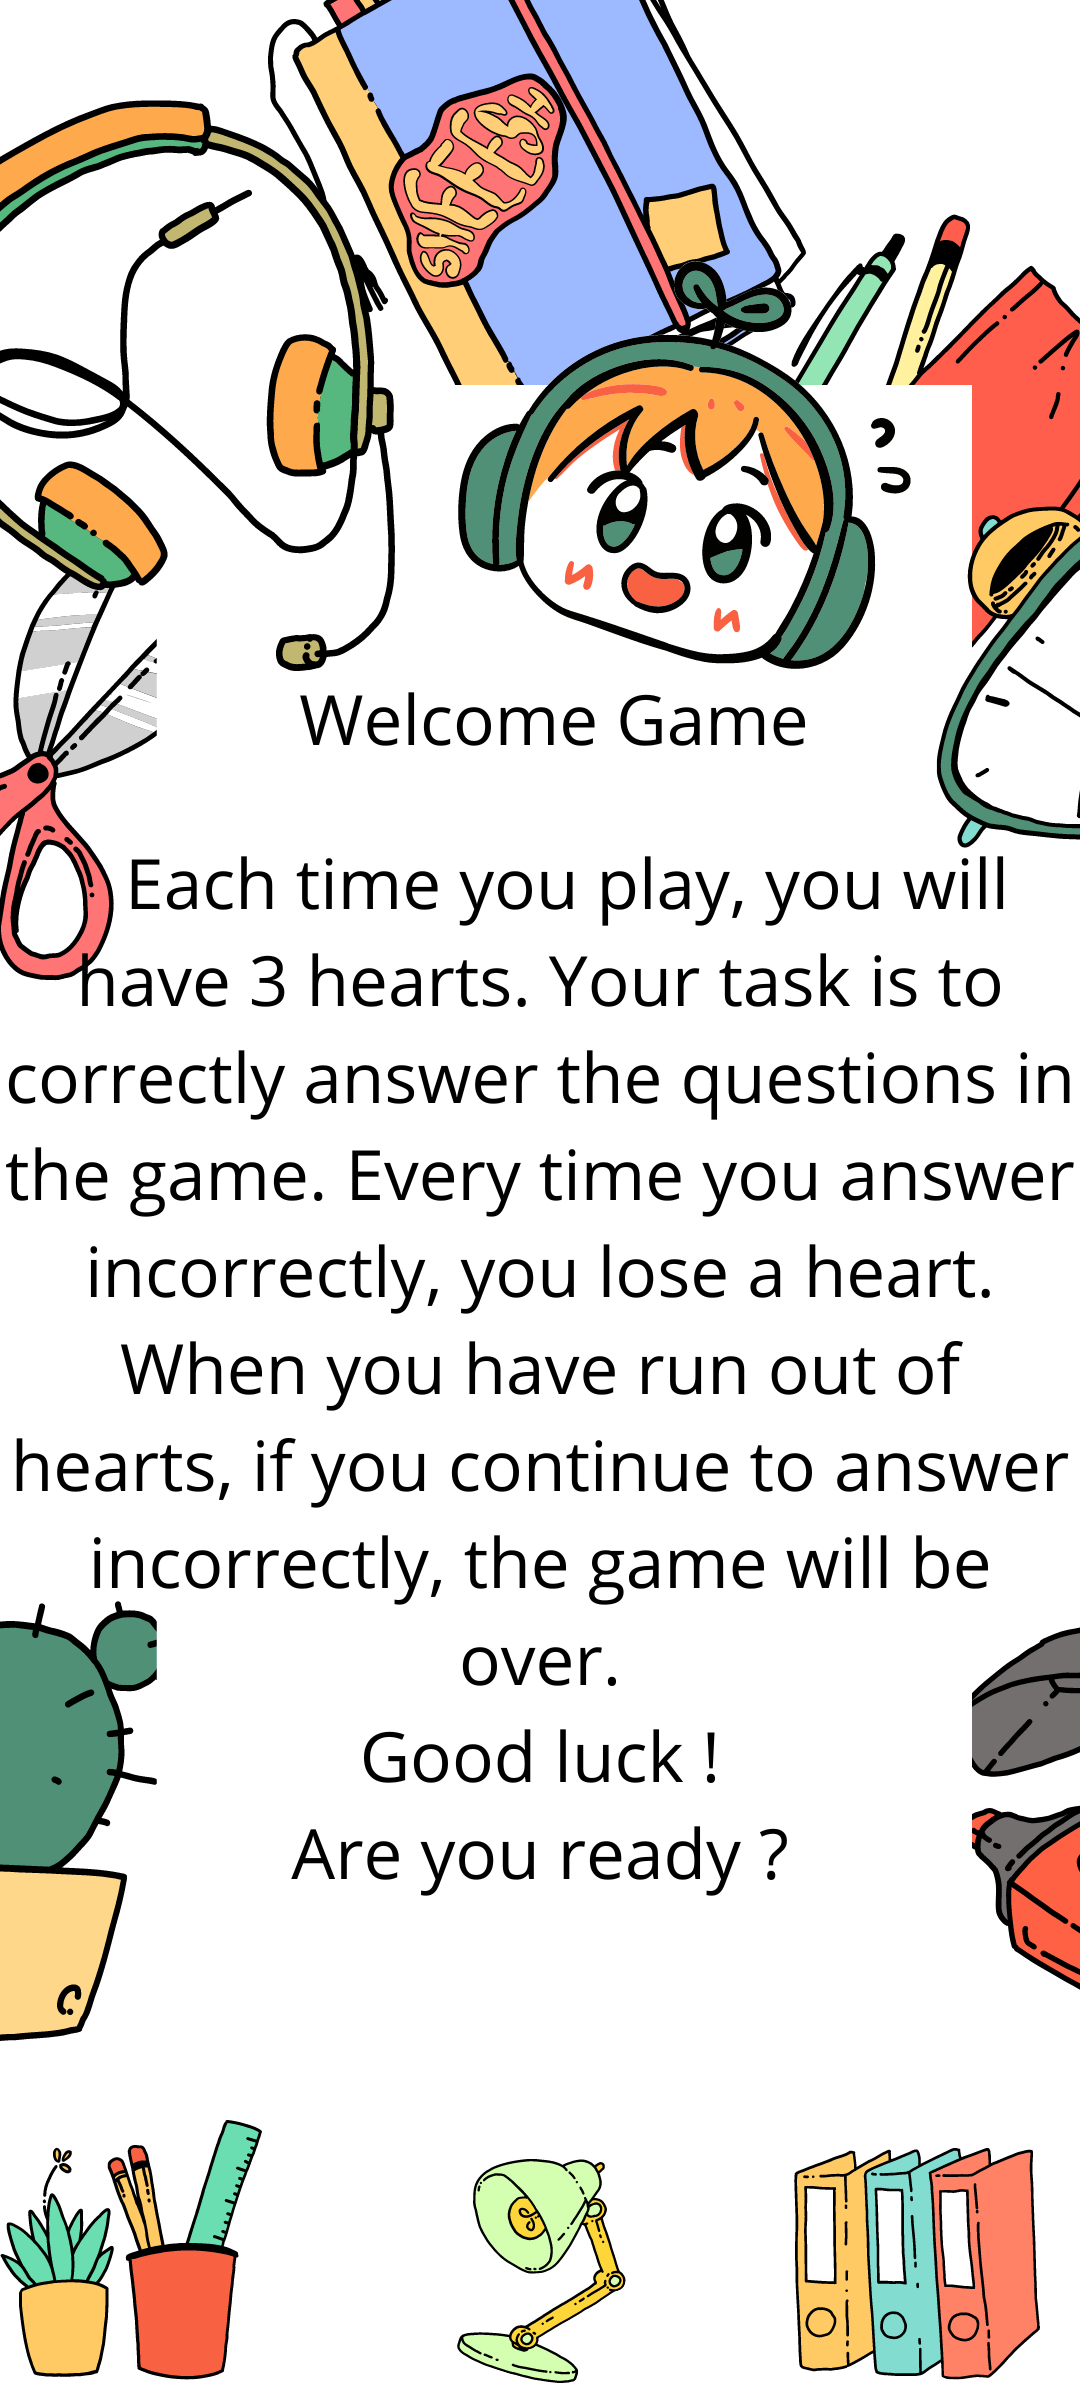 SHEEESH
Welcome Game
Each time you play, you will
have 3 hearts. Your task is to
correctly answer the questions in
the game. Every time you answer
incorrectly, you lose a heart.
When you have run out of
hearts, if you continue to answer
incorrectly, the game will be
over.
Good luck !
Are you ready ?